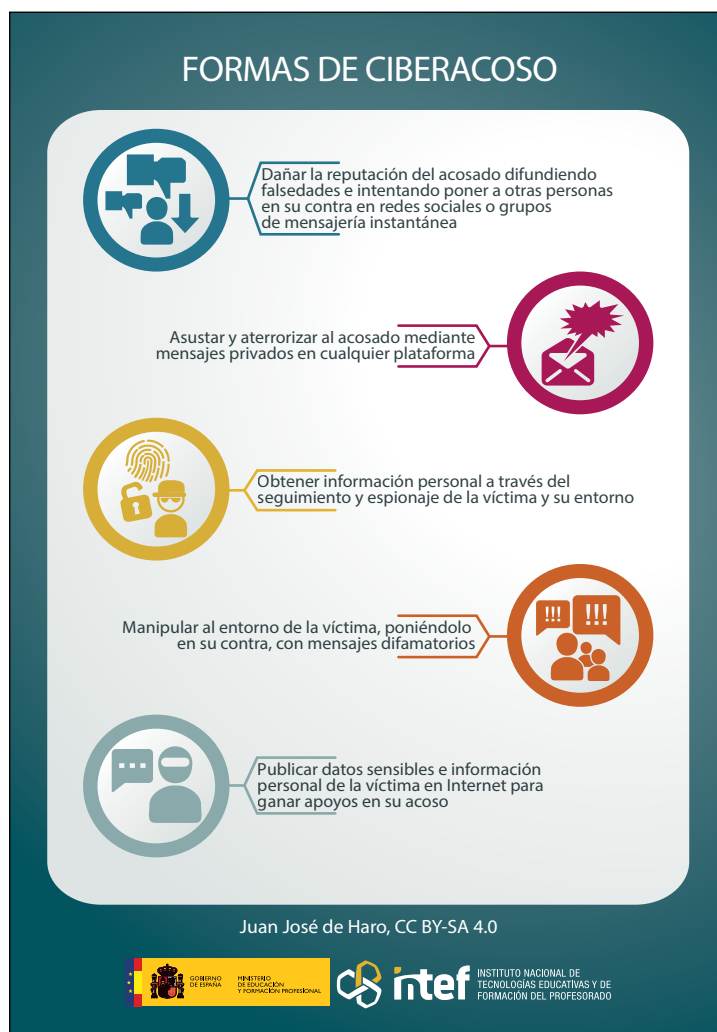 FORMAS DE CIBERACOSO
Dañar la reputación del acosado difundiendo
falsedades e intentando poner a otras personas
en su contra en redes sociales o grupos
de mensajería instantánea
Asustar y aterrorizar al acosado mediante
mensajes privados en cualquier plataforma
Obtener información personal a través del
seguimiento y espionaje de la víctima y su entorno
!!! !!!
Manipular al entorno de la víctima, poniéndolo
en su contra, con mensajes difamatorios
Publicar datos sensibles e información
personal de la víctima en Internet para
ganar apoyos en su acoso
Juan José de Haro, CC BY-SA 4.0
GOBIERNO
DE ESPAÑA
MINISTERIO
DE EDUCACIÓN
Y FORMACIÓN PROFESIONAL
intef
INSTITUTO NACIONAL DE
TECNOLOGÍAS EDUCATIVAS Y DE
FORMACIÓN DEL PROFESORADO